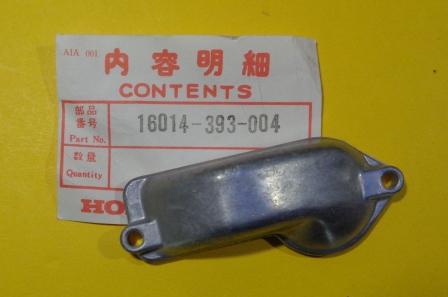 AIA 001
内容明細
CONTENTS
部品
番号
Part No.
16014-393-004
数量
Quantity
HO